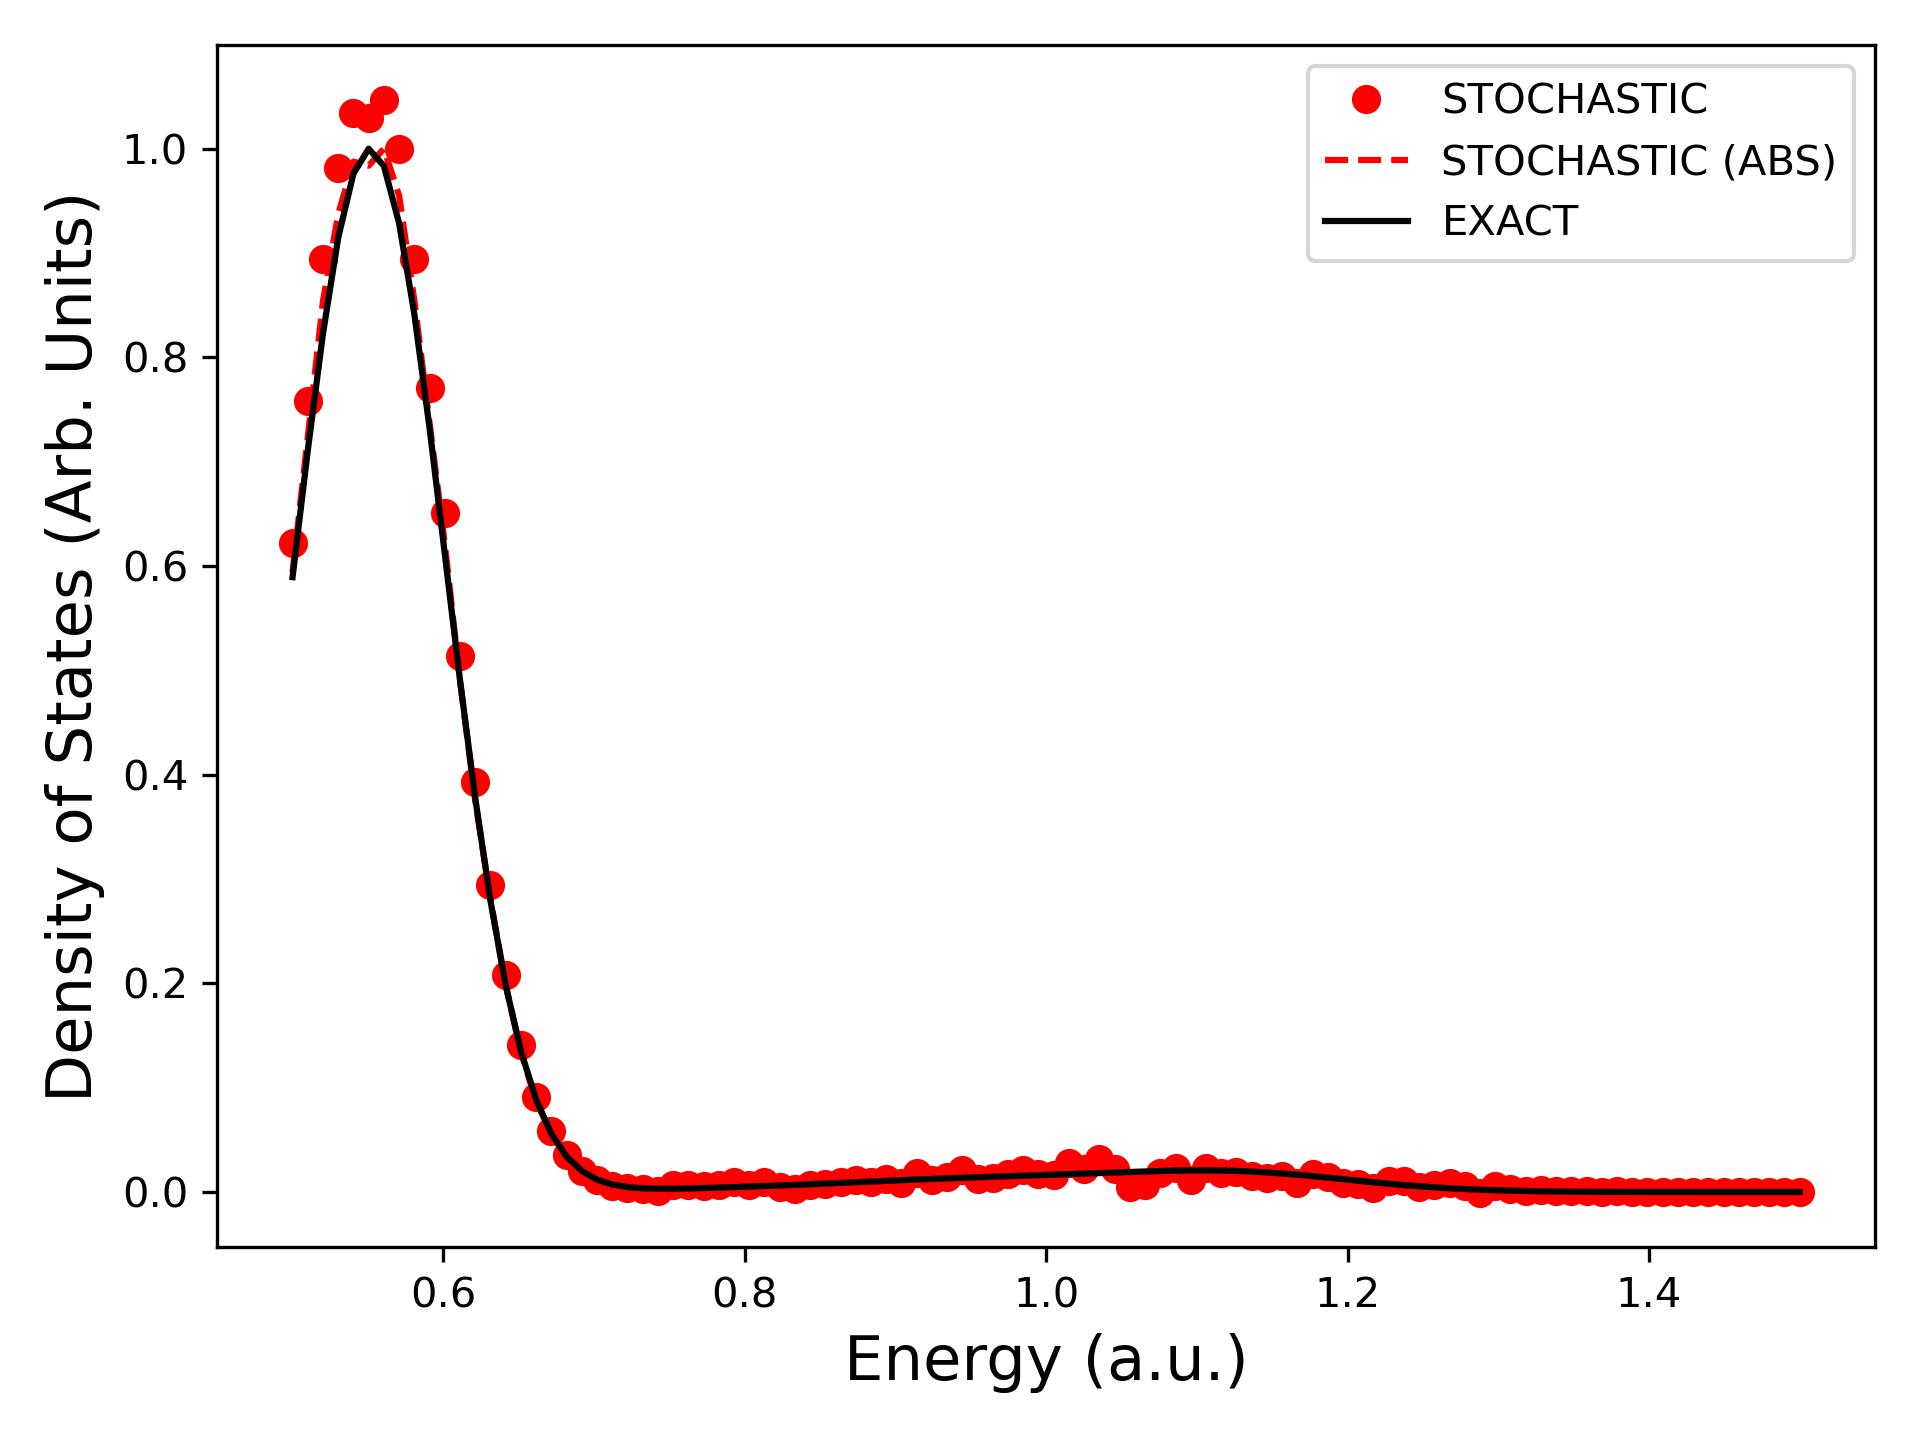 STOCHASTIC
STOCHASTIC (ABS)
EXACT
Density of States (Arb. Units)
1.0
0.8
0.6
0.4
0.2
0.0
0.6 0.8 1.0 1.2 1.4
Energy (a.u.)